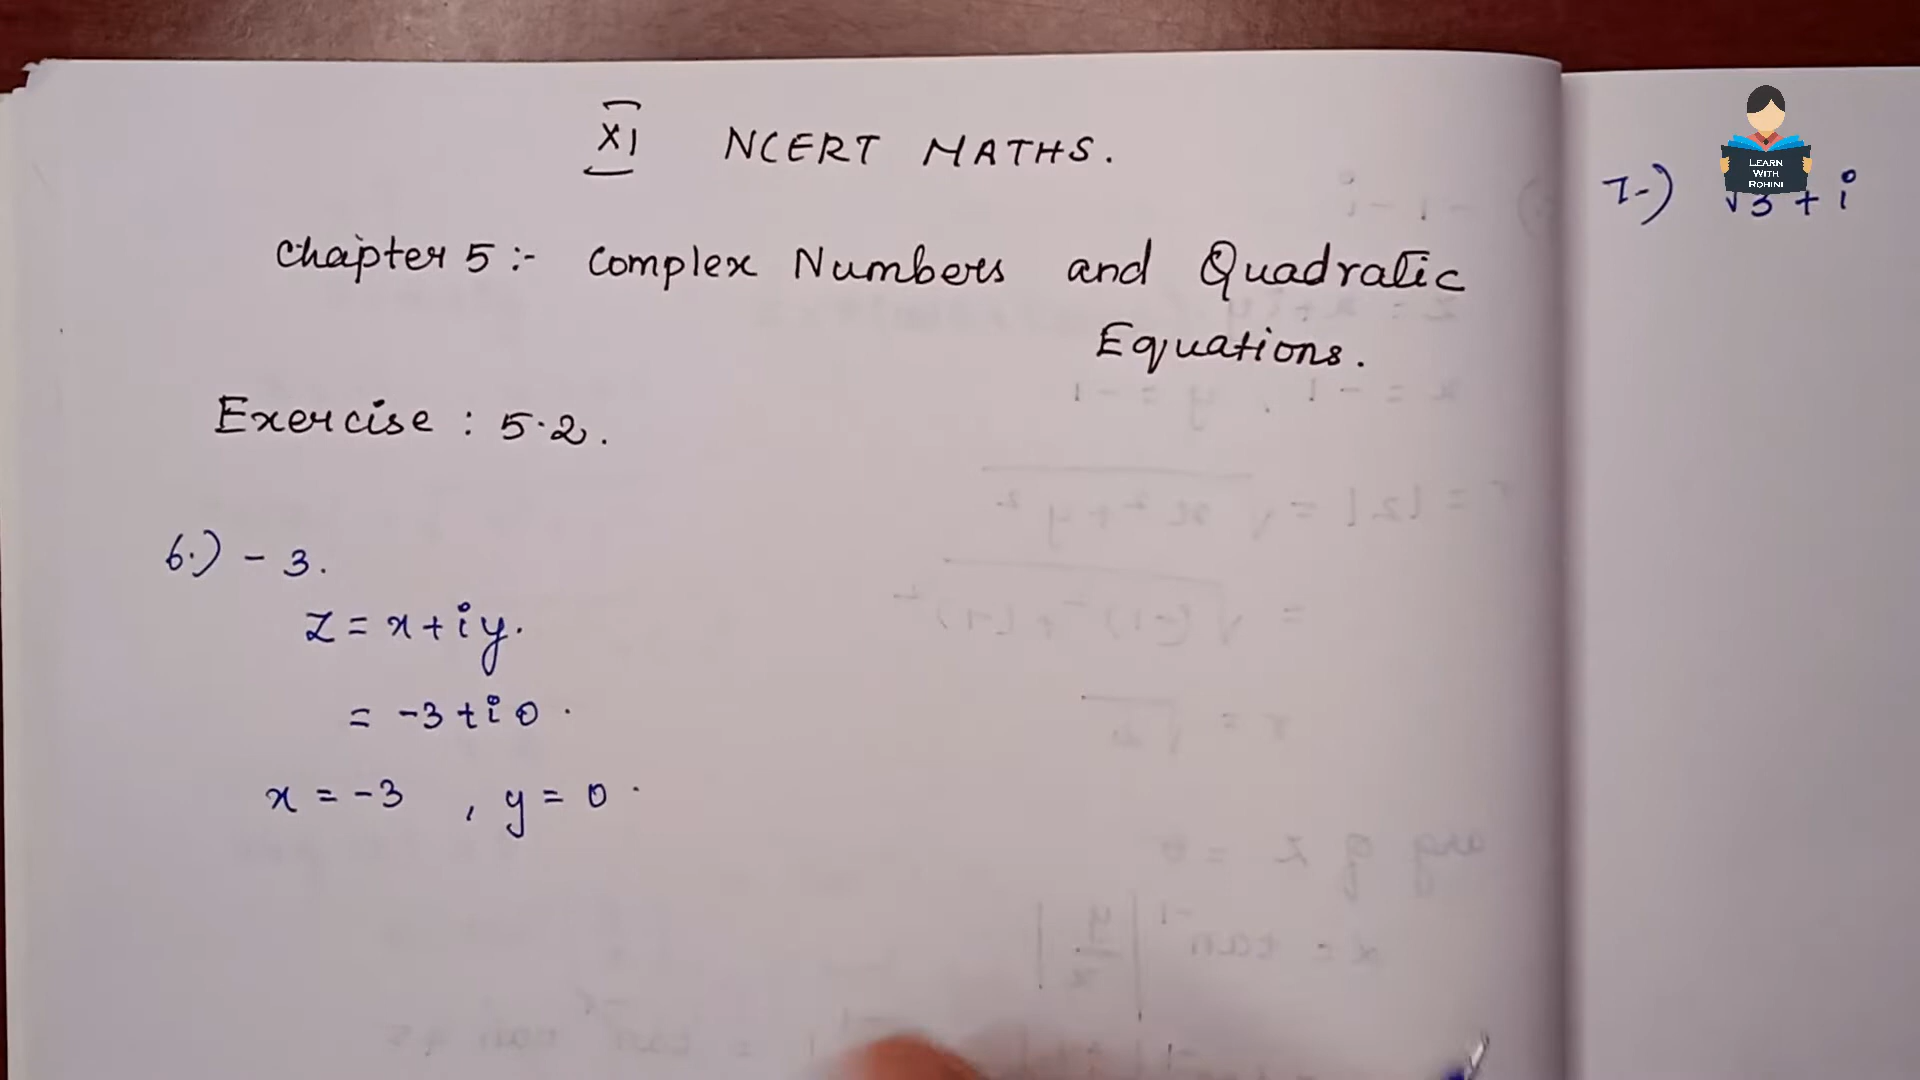 XI NCERT MATHS.
Chapter 5:- Complex Numbers and Quadratic
Equations.
Exercise : 5.2.
6.) - 3.
z = x + iy.
= -3 + i 0.
x = -3 , y = 0.
LEARN
WITH
ROHINI
7.) √3 + i